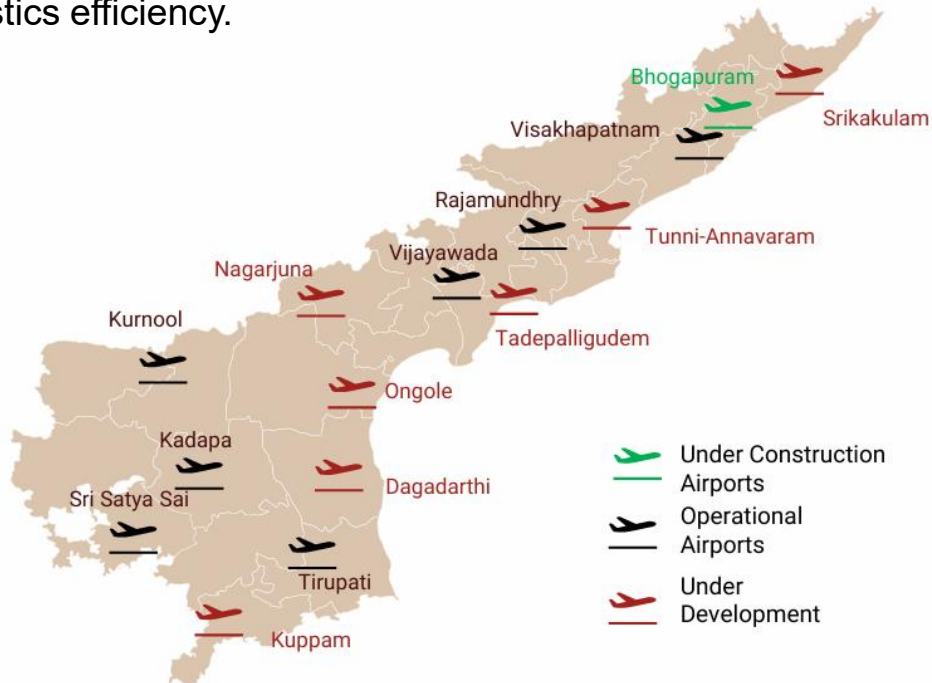 stics efficiency.
Bhogapuram
Srikakulam
Visakhapatnam
Rajamundhry
Tunni-Annavaram
Vijayawada
Nagarjuna
Tadepalligudem
Kurnool
Ongole
Kadapa
Dagadarthi
Sri Satya Sai
Tirupati
Kuppam
Under Construction
Airports
Operational
Airports
Under
Development